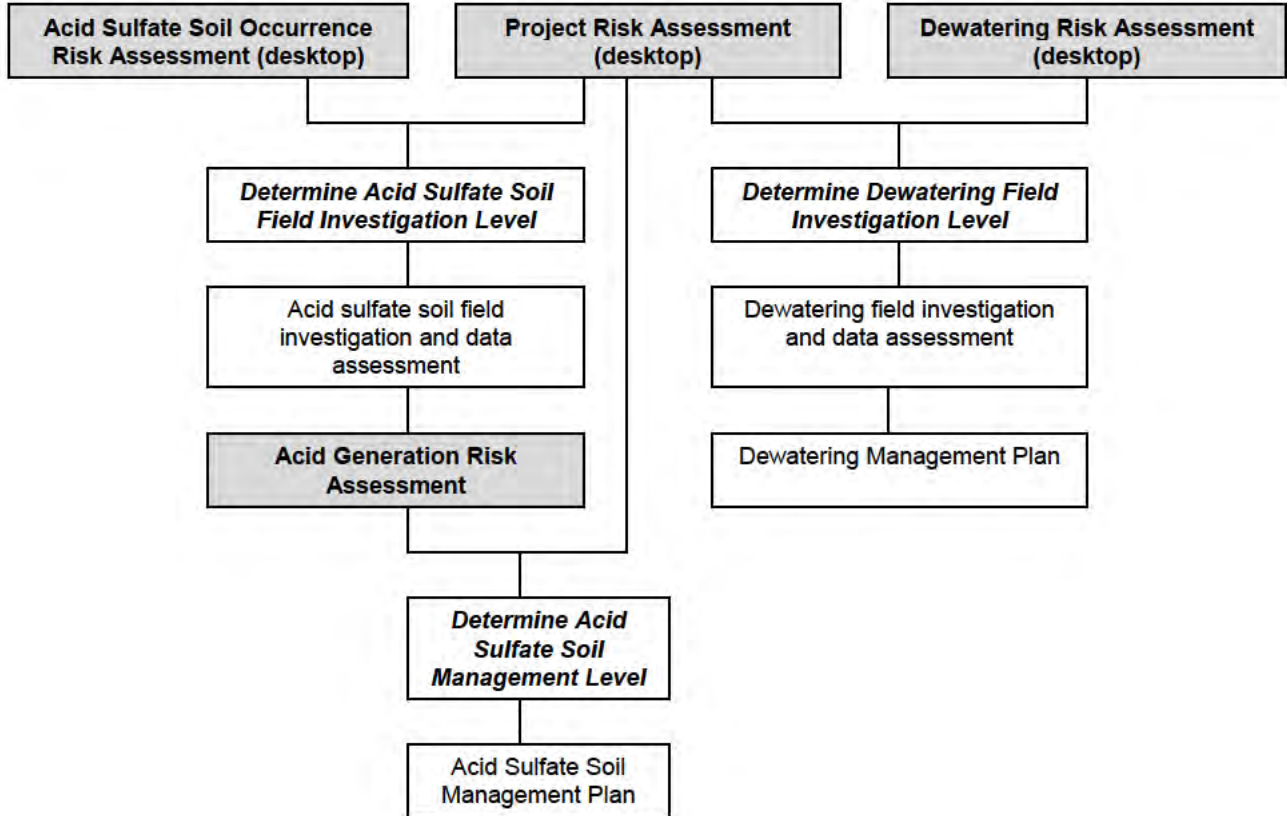 Acid Sulfate Soil Occurrence
Risk Assessment (desktop)
Project Risk Assessment
(desktop)
Dewatering Risk Assessment
(desktop)
Determine Acid Sulfate Soil
Field Investigation Level
Determine Dewatering Field
Investigation Level
Acid sulfate soil field
investigation and data
assessment
Dewatering field investigation
and data assessment
Acid Generation Risk
Assessment
Dewatering Management Plan
Determine Acid
Sulfate Soil
Management Level
Acid Sulfate Soil
Management Plan